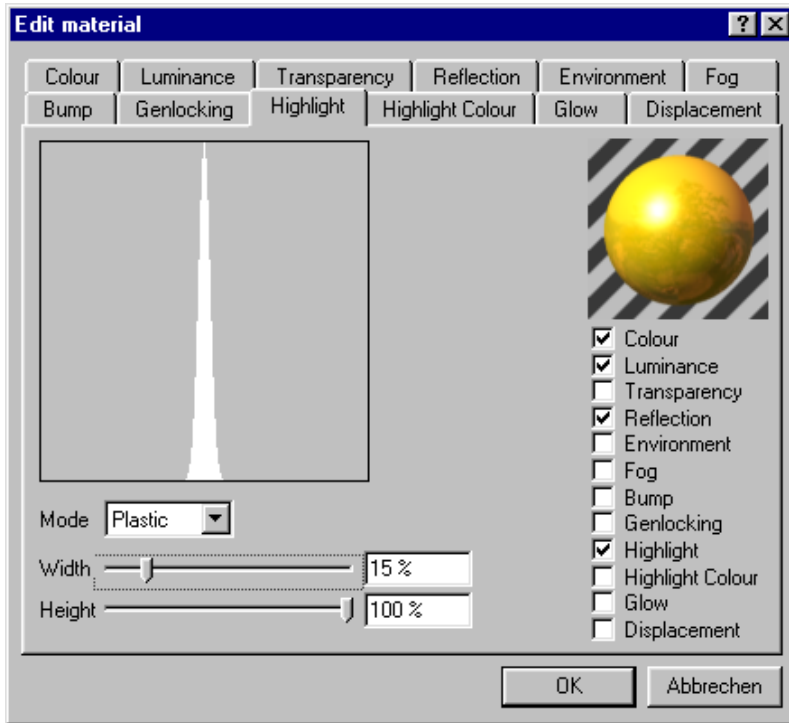 Edit material
Colour Luminance Transparency Reflection Environment Fog
Bump Genlocking Highlight Highlight Colour Glow Displacement
Colour
Luminance
Transparency
Reflection
Environment
Fog
Bump
Genlocking
Highlight
Highlight Colour
Glow
Displacement
Mode Plastic
Width 15 %
Height 100 %
OK Abbrechen